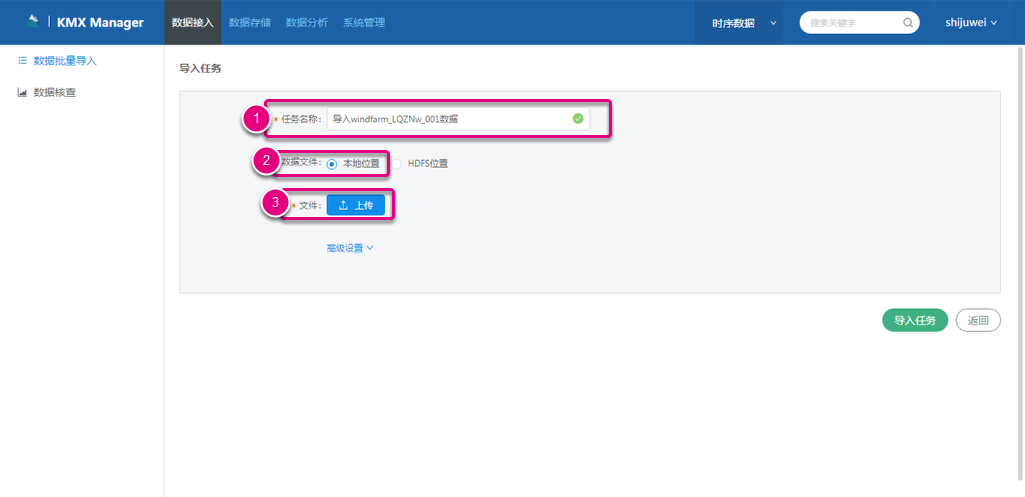 KMX Manager 数据接入 数据存储 数据分析 系统管理 时序数据 搜索关键字 shijuwei
数据批量导入
数据核查
导入任务
1 * 任务名称: 导入windfarm_LQZNw_001数据
2 数据文件: 本地位置 HDFS位置
3 * 文件: 上传
高级设置
导入任务 返回